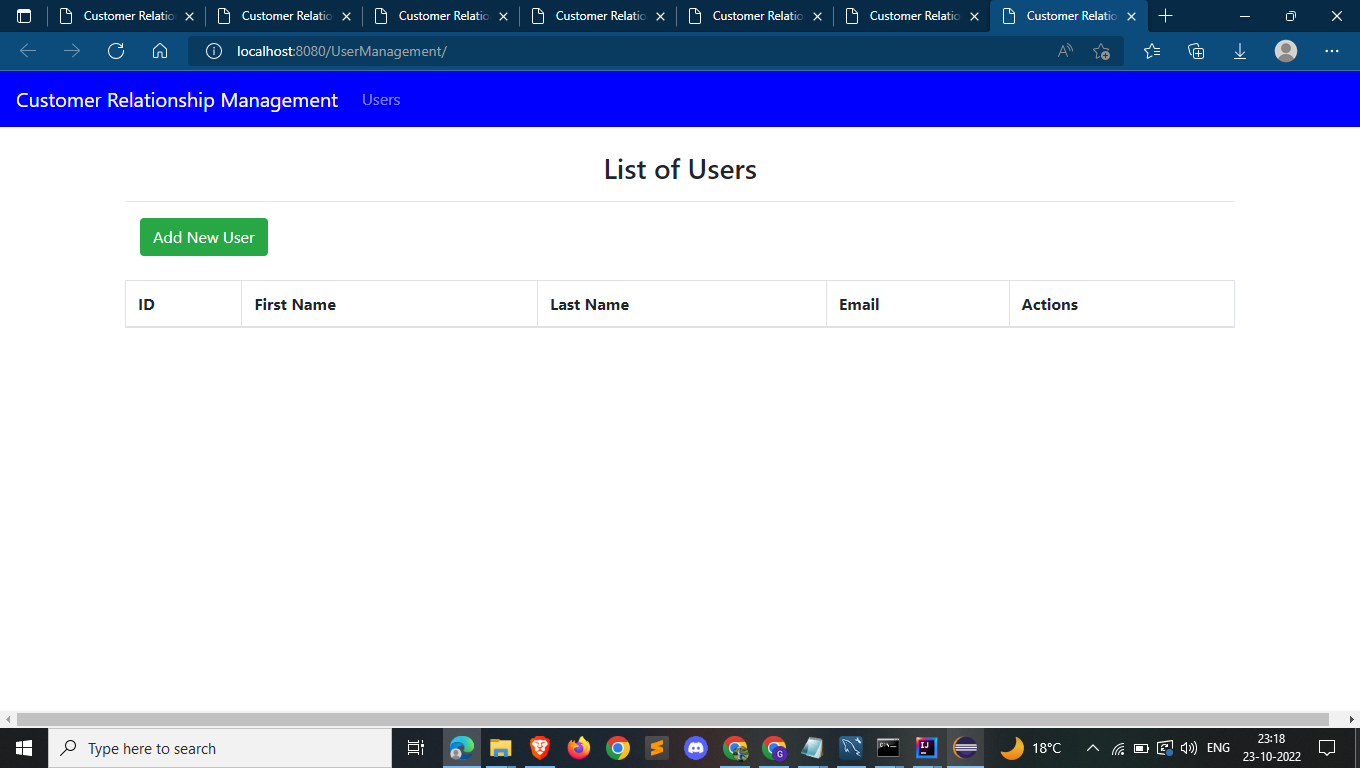 Customer Relatio Customer Relatio Customer Relatio Customer Relatio Customer Relatio Customer Relatio Customer Relatio
localhost:8080/UserManagement/
Customer Relationship Management Users
List of Users
Add New User
ID First Name Last Name Email Actions
Type here to search
18°C ENG 23:18
23-10-2022